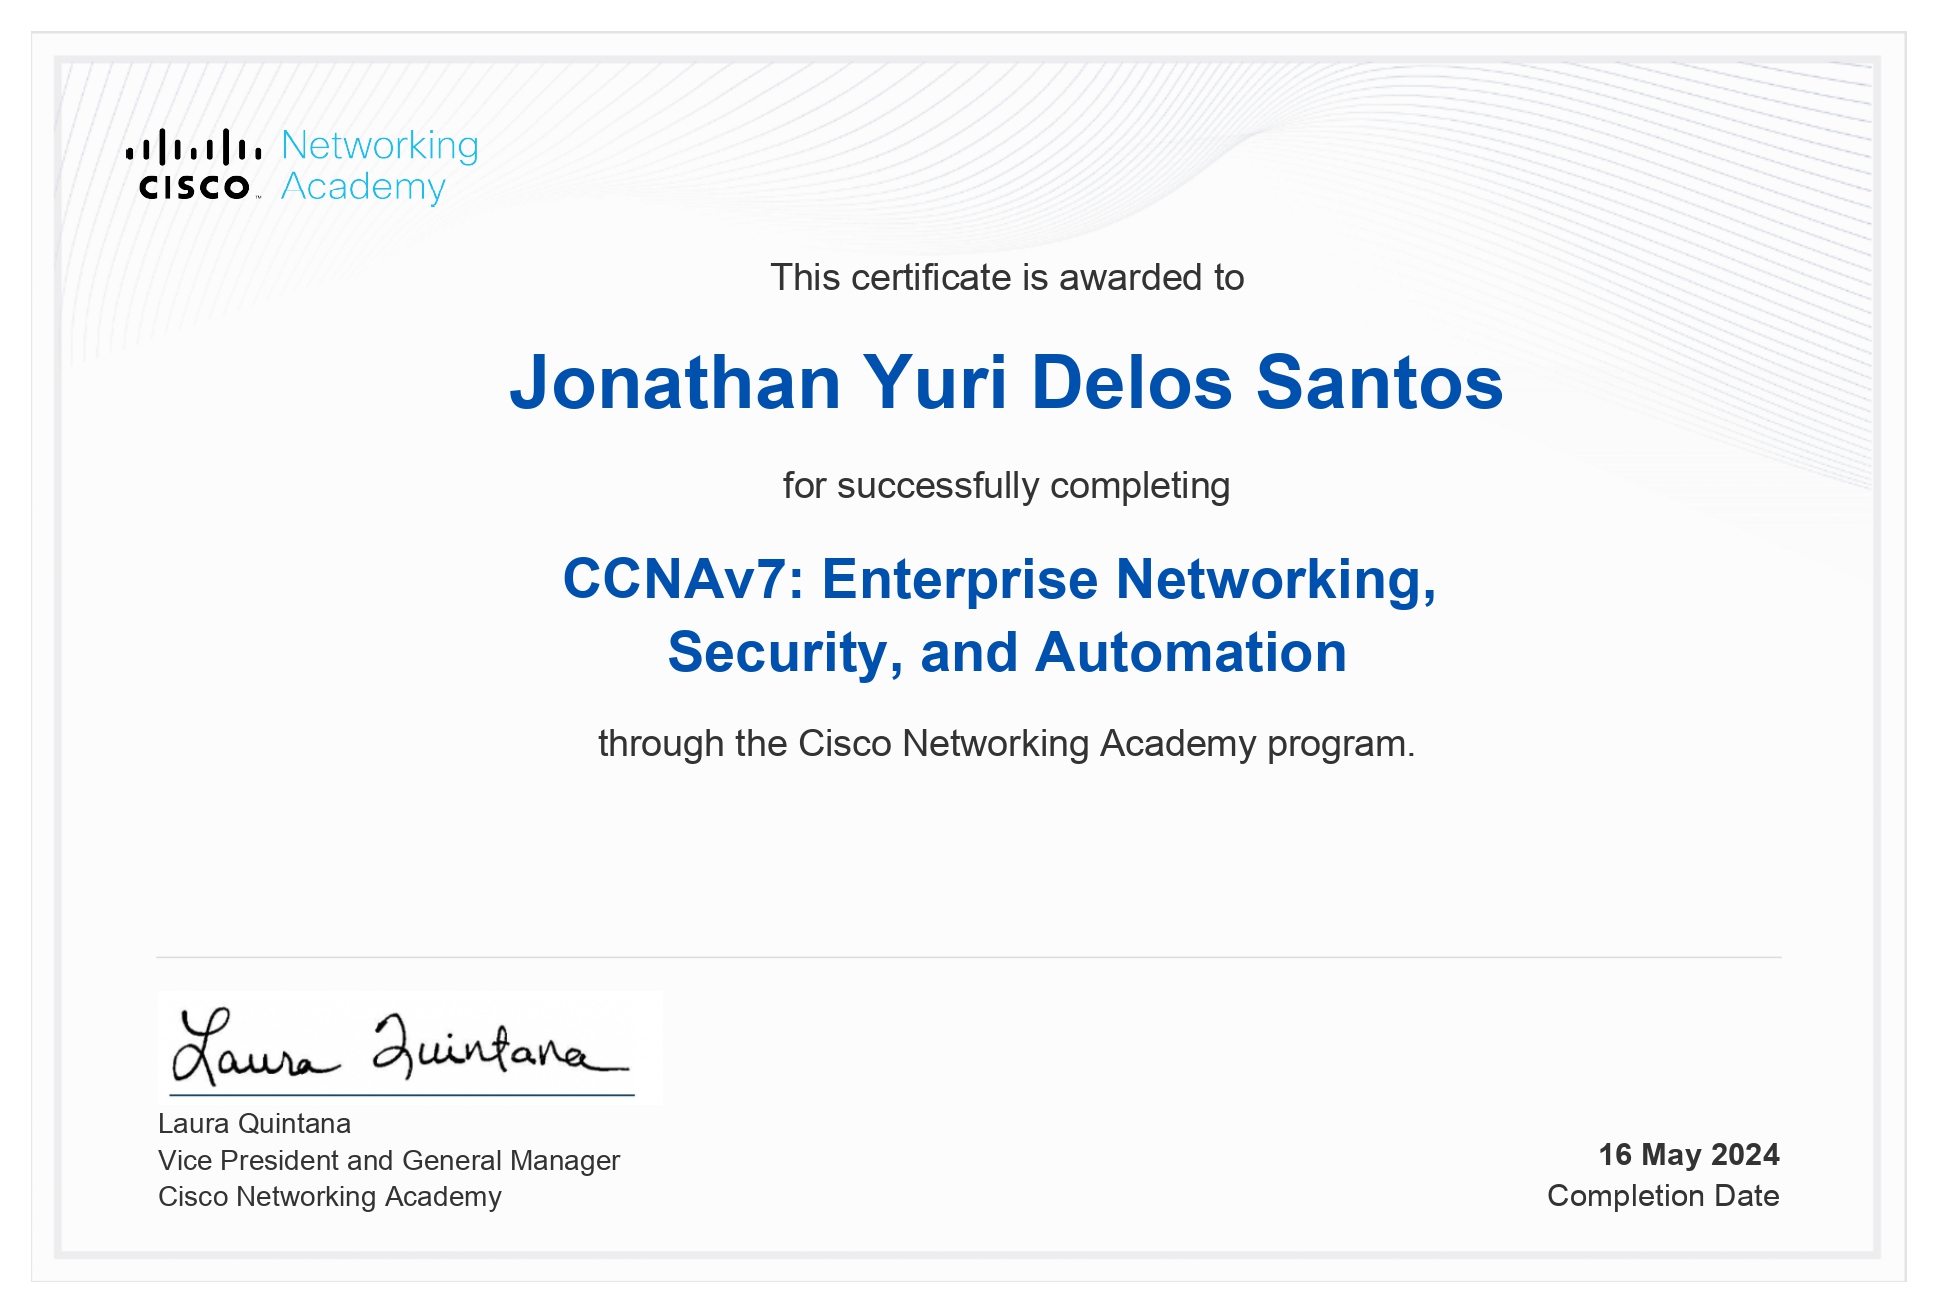 CISCO™ Networking
Academy
This certificate is awarded to
Jonathan Yuri Delos Santos
for successfully completing
CCNAv7: Enterprise Networking,
Security, and Automation
through the Cisco Networking Academy program.
Laura Quintana
Laura Quintana
Vice President and General Manager
Cisco Networking Academy
16 May 2024
Completion Date